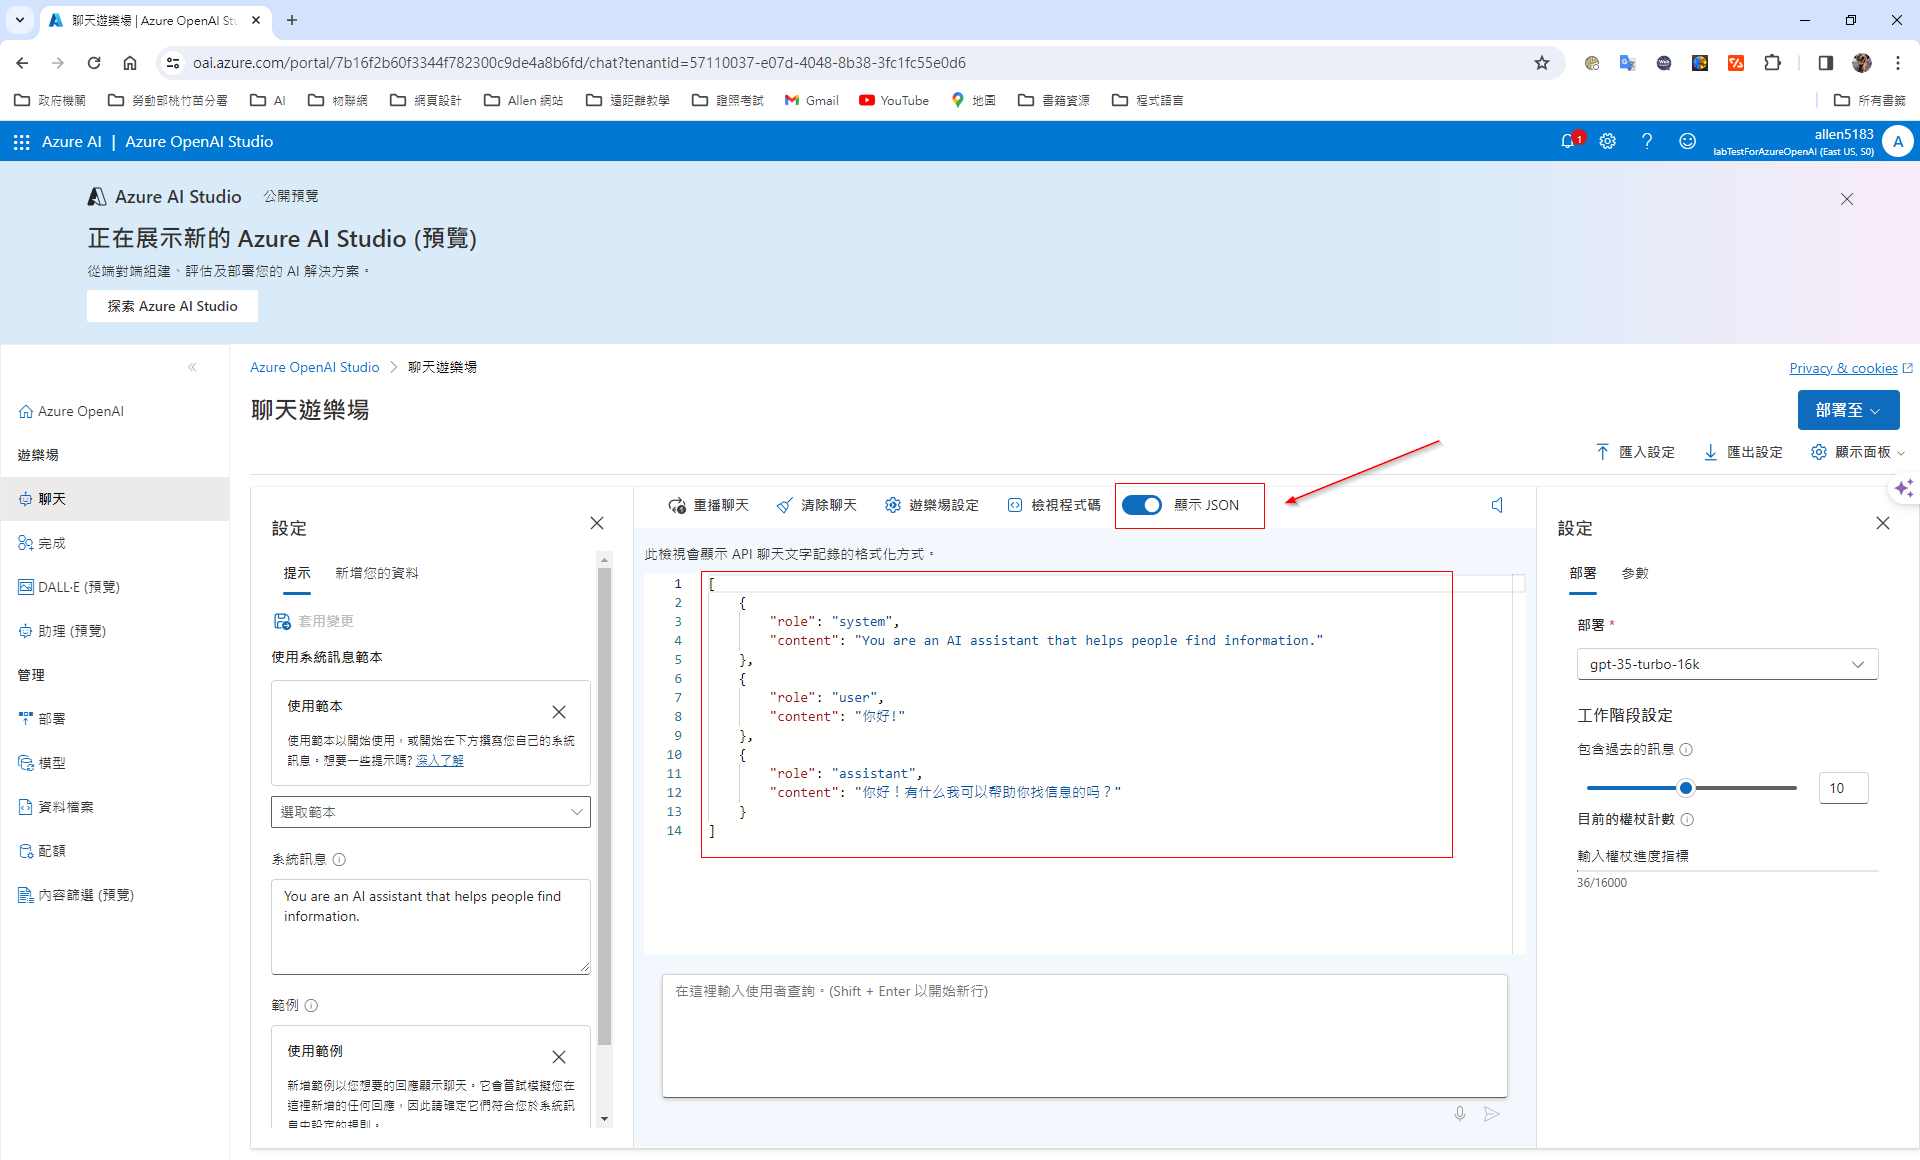 聊天遊樂場 | Azure OpenAI Stu
oai.azure.com/portal/7b16f2b60f3344f782300c9de4a8b6fd/chat?tenantid=57110037-e07d-4048-8b38-3fc1fc55e0d6
政府機關 勞動部桃竹苗分署 AI 物聯網 網頁設計 Allen 網站 遠距離教學 證照考試 Gmail YouTube 地圖 書籍資源 程式語言 所有書籤
Azure AI | Azure OpenAI Studio
1
allen5183
labTestForAzureOpenAI (East US, S0)
A
Azure AI Studio 公開預覽
正在展示新的 Azure AI Studio (預覽)
從端對端組建、評估及部署您的 AI 解決方案。
探索 Azure AI Studio
Azure OpenAI
遊樂場
聊天
完成
DALL·E (預覽)
助理 (預覽)
管理
部署
模型
資料檔案
配額
內容篩選 (預覽)
Azure OpenAI Studio > 聊天遊樂場
Privacy & cookies
聊天遊樂場
部署至
匯入設定 匯出設定 顯示面板
設定
提示 新增您的資料
套用變更
使用系統訊息範本
使用範本
使用範本以開始使用，或開始在下方撰寫您自己的系統
訊息。想要一些提示嗎? 深入了解
選取範本
系統訊息
You are an AI assistant that helps people find
information.
範例
使用範例
新增範例以您想要的回應顯示聊天。它會嘗試模擬您在
這裡新增的任何回應，因此請確定它們符合您於系統訊
息中設定的規則。
重播聊天 清除聊天 遊樂場設定 檢視程式碼 顯示 JSON
此檢視會顯示 API 聊天文字記錄的格式化方式。
1 [
2 {
3 "role": "system",
4 "content": "You are an AI assistant that helps people find information."
5 },
6 {
7 "role": "user",
8 "content": "你好!"
9 },
10 {
11 "role": "assistant",
12 "content": "你好！有什么我可以帮助你找信息的吗？"
13 }
14 ]
在這裡輸入使用者查詢。(Shift + Enter 以開始新行)
設定
部署 參數
部署 *
gpt-35-turbo-16k
工作階段設定
包含過去的訊息
10
目前的權杖計數
輸入權杖進度指標
36/16000